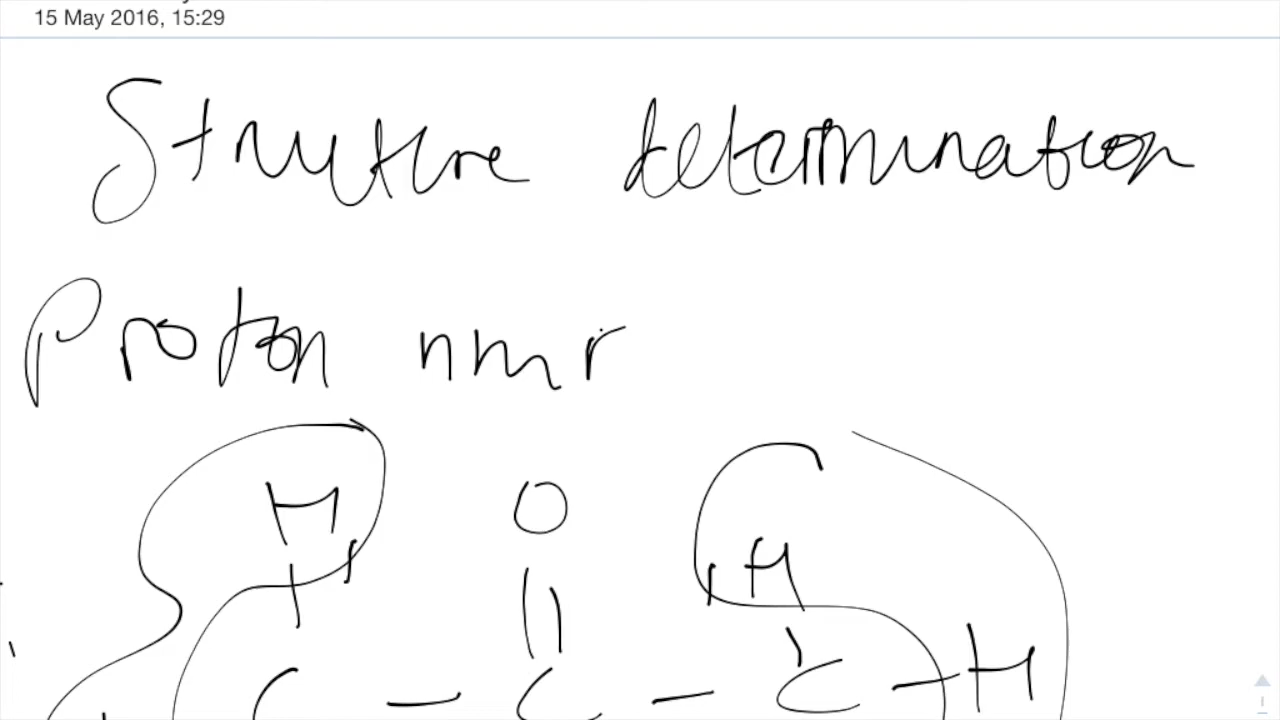 15 May 2016, 15:29
Structure determination
Proton nmr
H O H
C - C - C - H